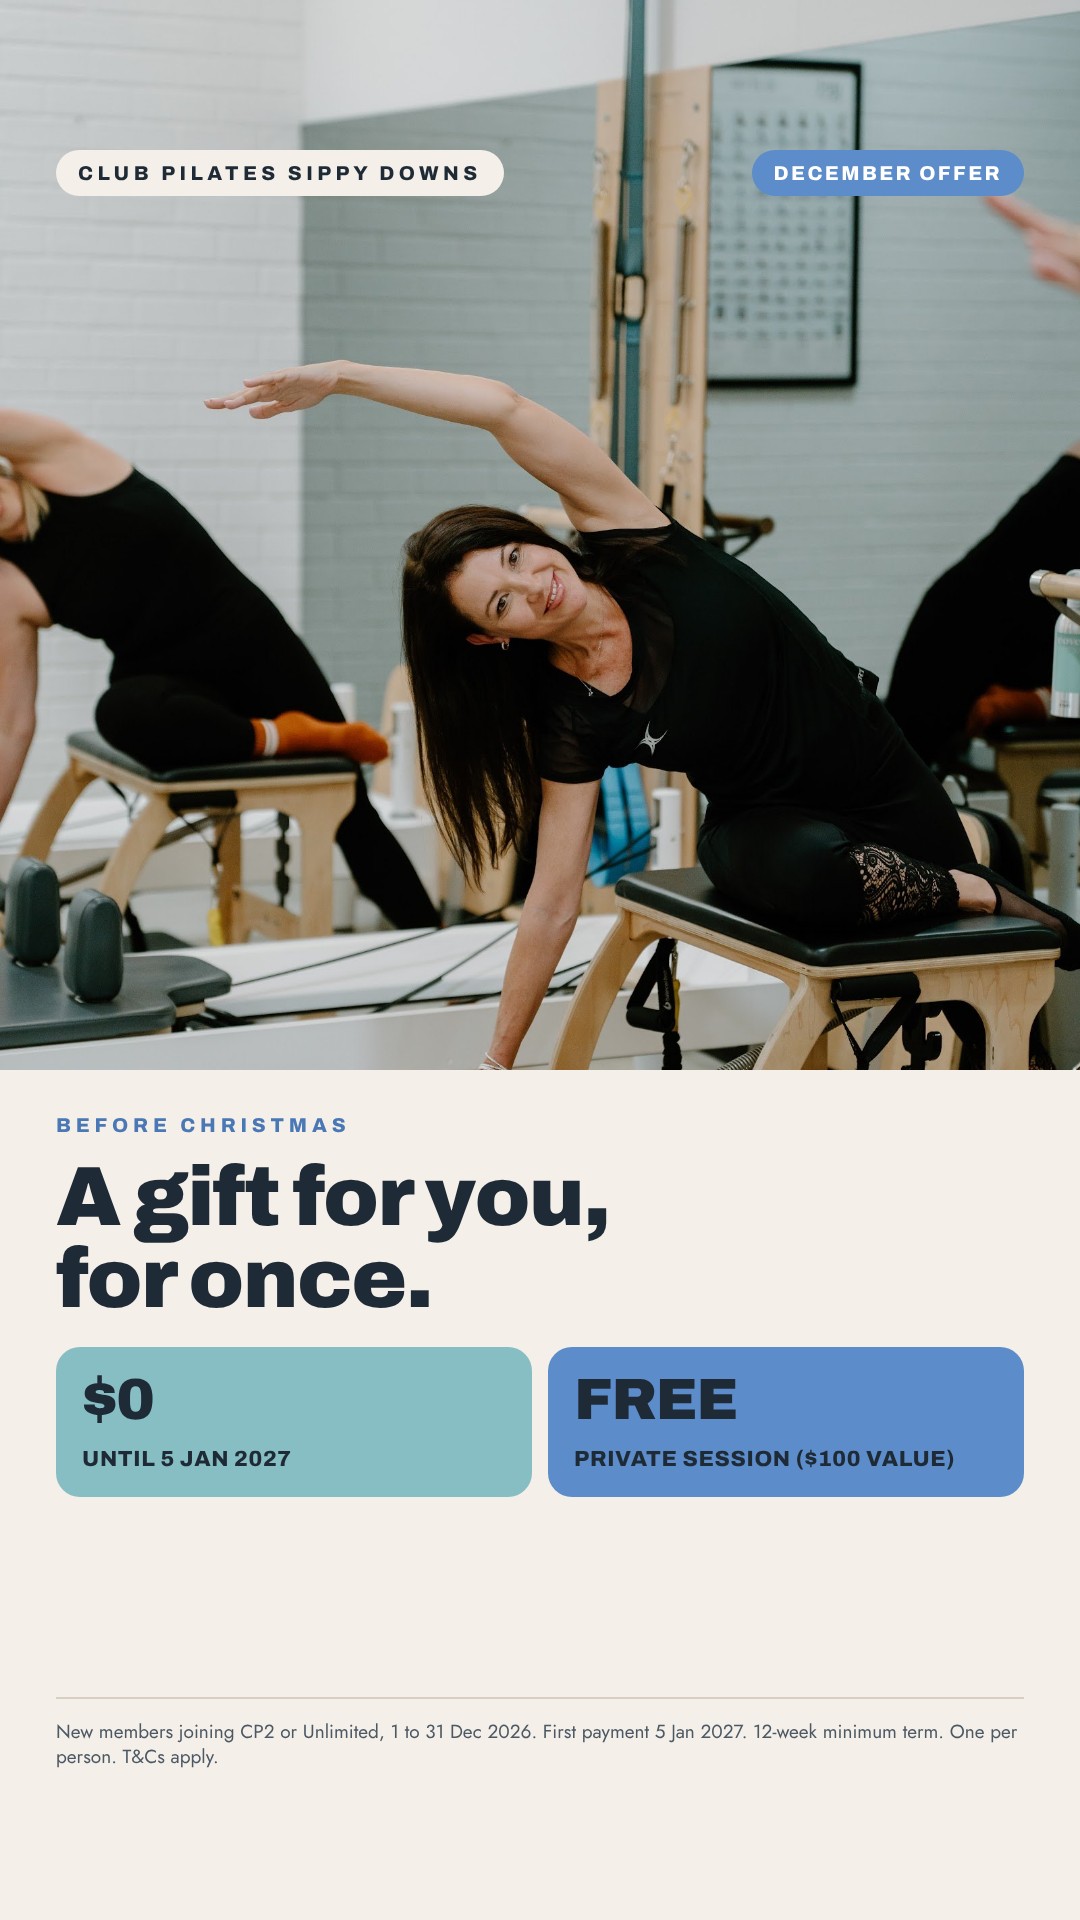 CLUB PILATES SIPPY DOWNS
DECEMBER OFFER
BEFORE CHRISTMAS
A gift for you,
for once.
$0
UNTIL 5 JAN 2027
FREE
PRIVATE SESSION ($100 VALUE)
New members joining CP2 or Unlimited, 1 to 31 Dec 2026. First payment 5 Jan 2027. 12-week minimum term. One per
person. T&Cs apply.